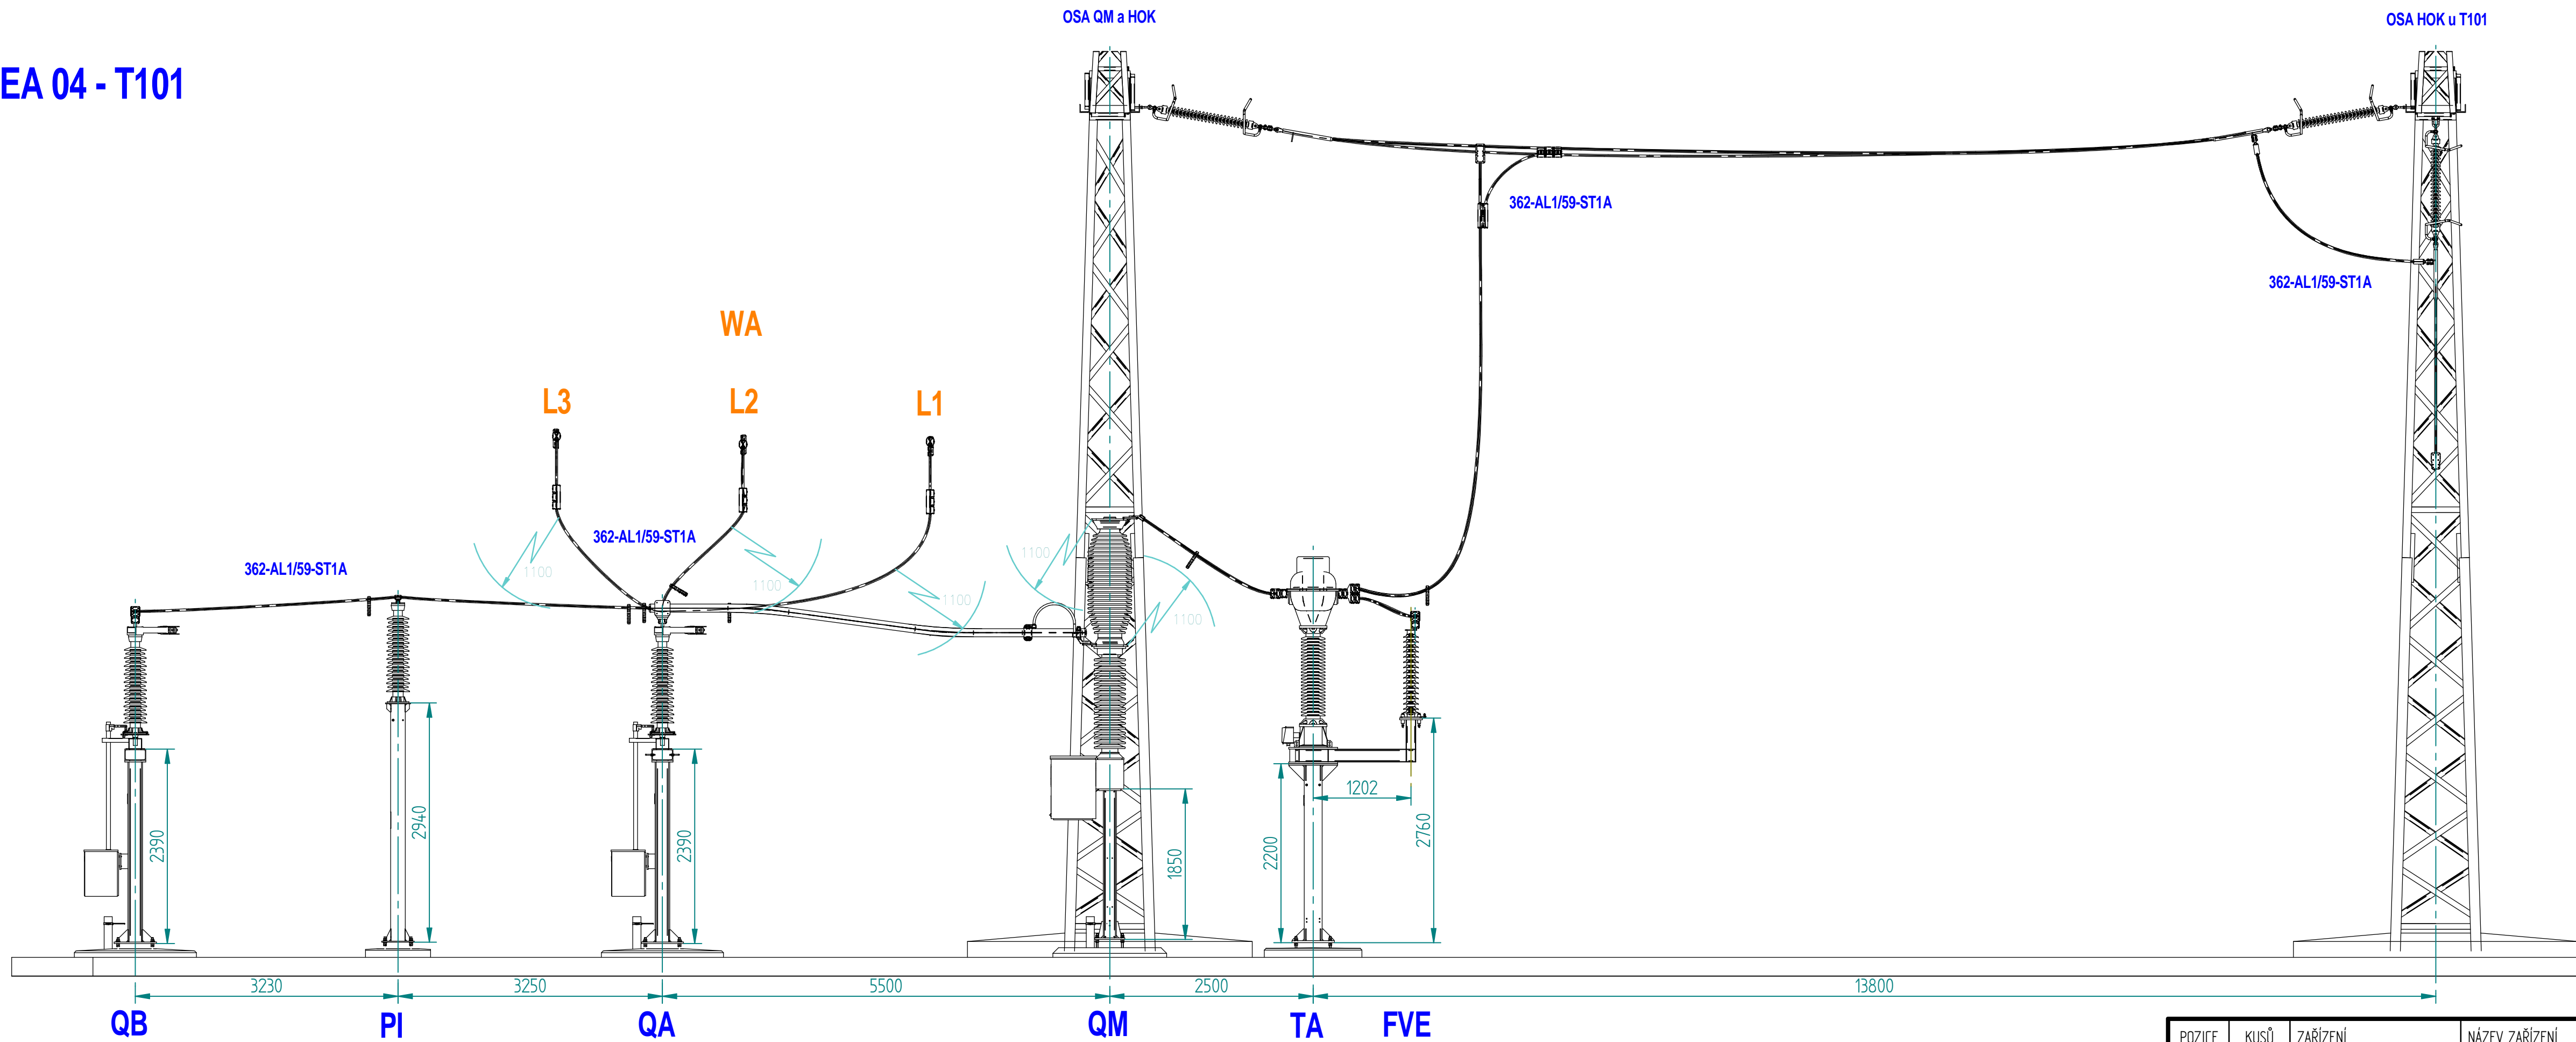 OSA QM a HOK
OSA HOK u T101
EA 04 - T101
362-AL1/59-ST1A
362-AL1/59-ST1A
WA
L3
L2
L1
362-AL1/59-ST1A
362-AL1/59-ST1A
1100
1100
1100
1100
1100
1202
2390
2940
2390
1850
2200
2760
3230
3250
5500
2500
13800
QB
PI
QA
QM
TA
FVE
POZICE
KUSŮ
ZAŘÍZENÍ
NÁZEV ZAŘÍZENÍ